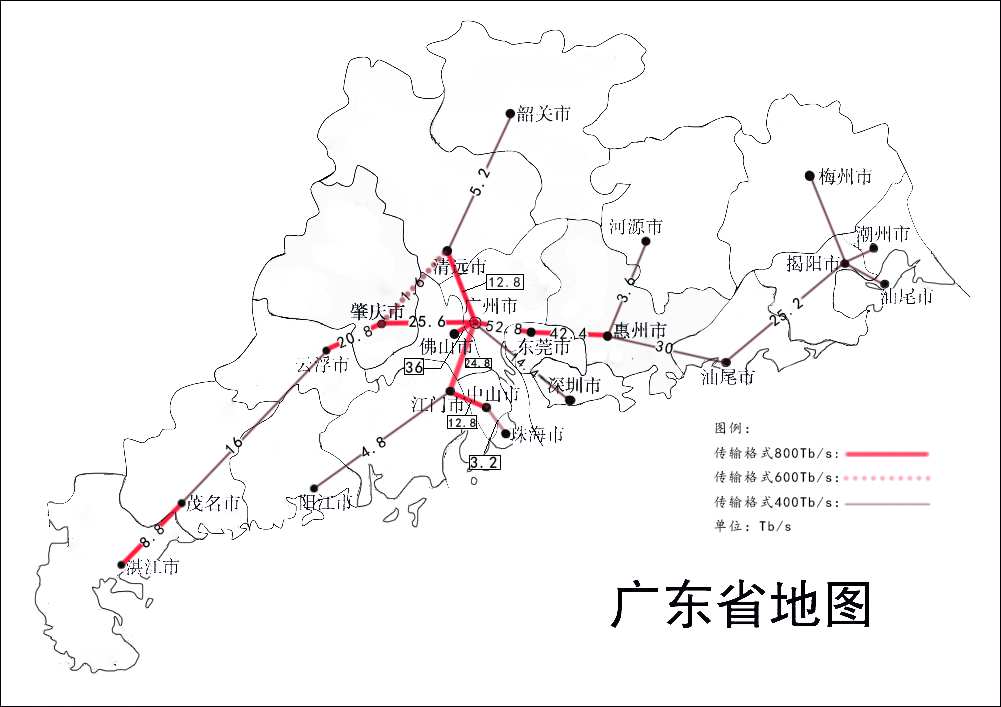 韶关市
5.2
梅州市
河源市
潮州市
清远市
1.6
揭阳市
12.8
3.6
汕尾市
肇庆市
广州市
25.2
20.8
25.6
52.8
42.4
惠州市
佛山市
东莞市
30
云浮市
36
24.8
14.4
汕尾市
深圳市
江门市
中山市
12.8
珠海市
4.8
16
3.2
茂名市
阳江市
8.8
湛江市
图例:
传输格式800Tb/s:
传输格式600Tb/s:
传输格式400Tb/s:
单位: Tb/s
广东省地图